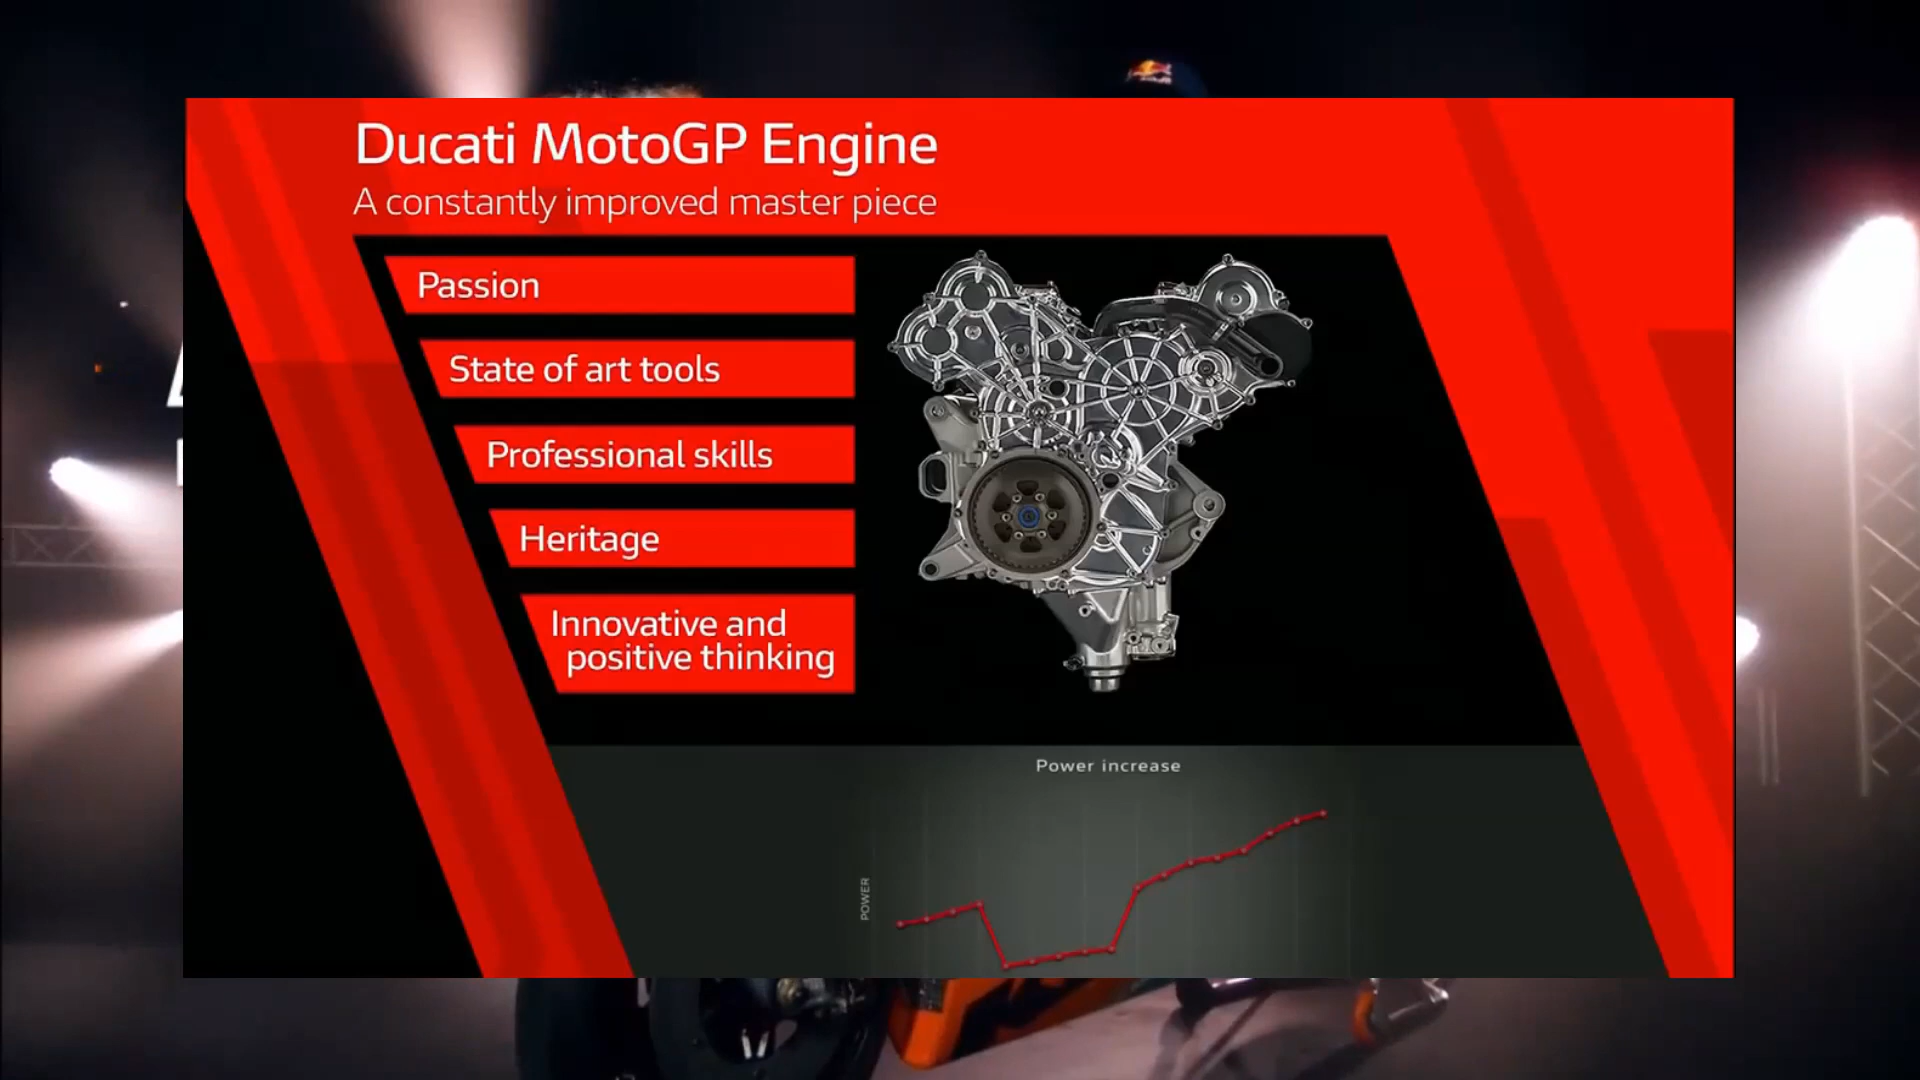 Ducati MotoGP Engine
A constantly improved master piece
Passion
State of art tools
Professional skills
Heritage
Innovative and
positive thinking
Power increase
POWER